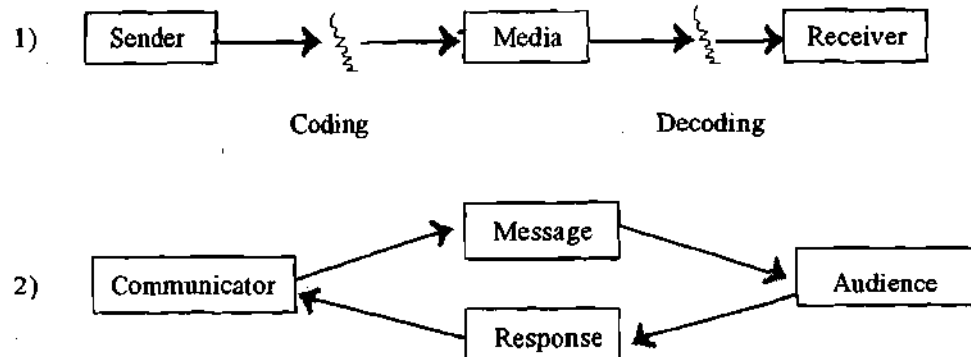 1) Sender Media Receiver
Coding Decoding
Message
2) Communicator Audience
Response